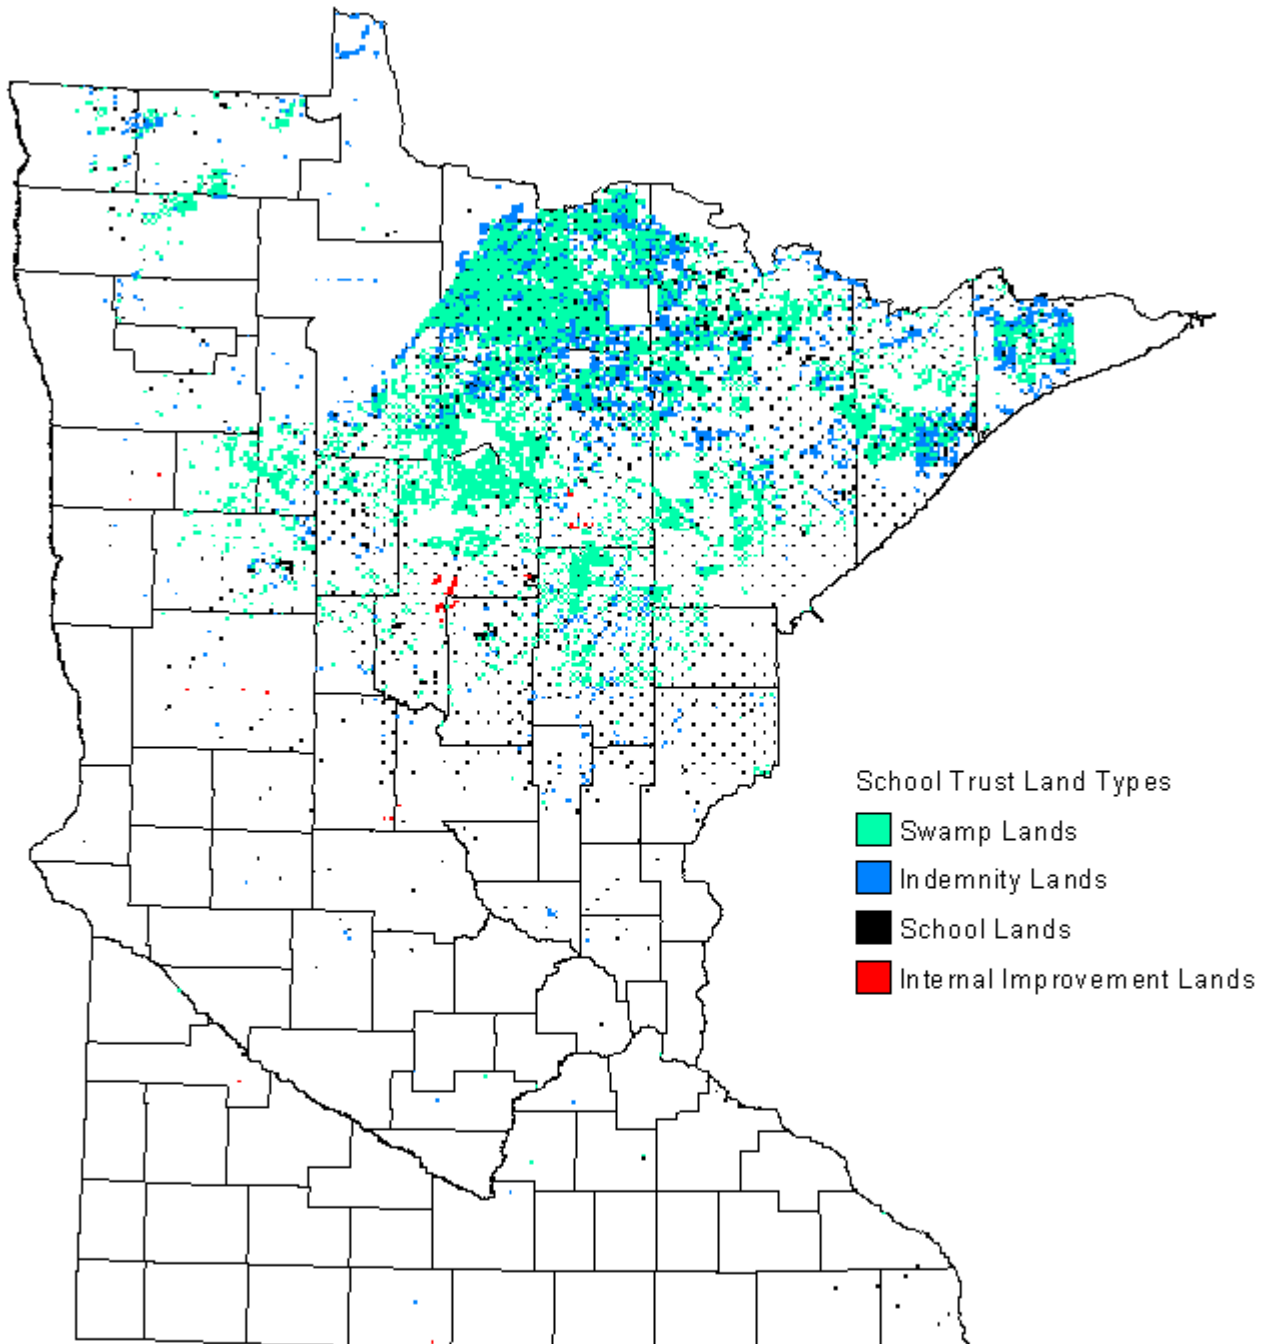 School Trust Land Types
Swamp Lands
Indemnity Lands
School Lands
Internal Improvement Lands